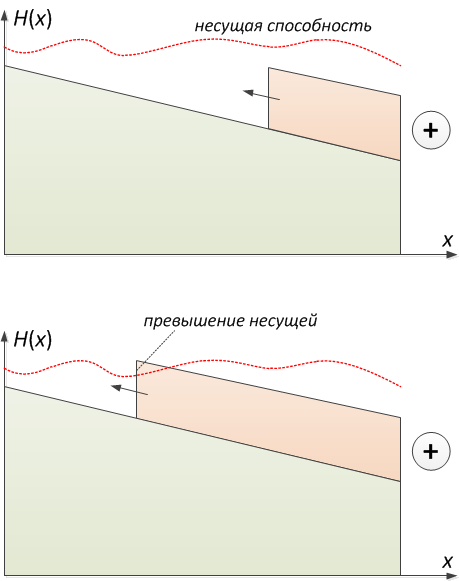 H(x)
несущая способность
+
x
превышение несущей
H(x)
+
x